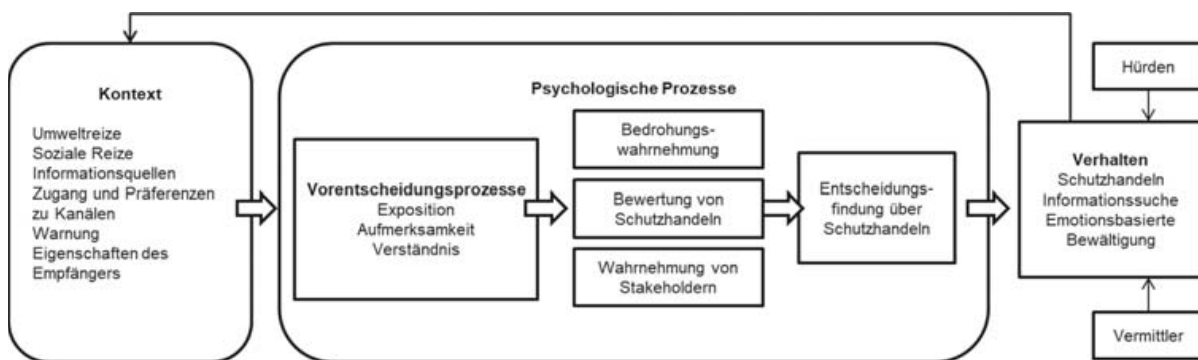 Kontext
Umweltreize
Soziale Reize
Informationsquellen
Zugang und Präferenzen
zu Kanälen
Warnung
Eigenschaften des
Empfängers
Psychologische Prozesse
Vorentscheidungsprozesse
Exposition
Aufmerksamkeit
Verständnis
Bedrohungs-
wahrnehmung
Bewertung von
Schutzhandeln
Wahrnehmung von
Stakeholdern
Entscheidungs-
findung über
Schutzhandeln
Hürden
Verhalten
Schutzhandeln
Informationssuche
Emotionsbasierte
Bewältigung
Vermittler